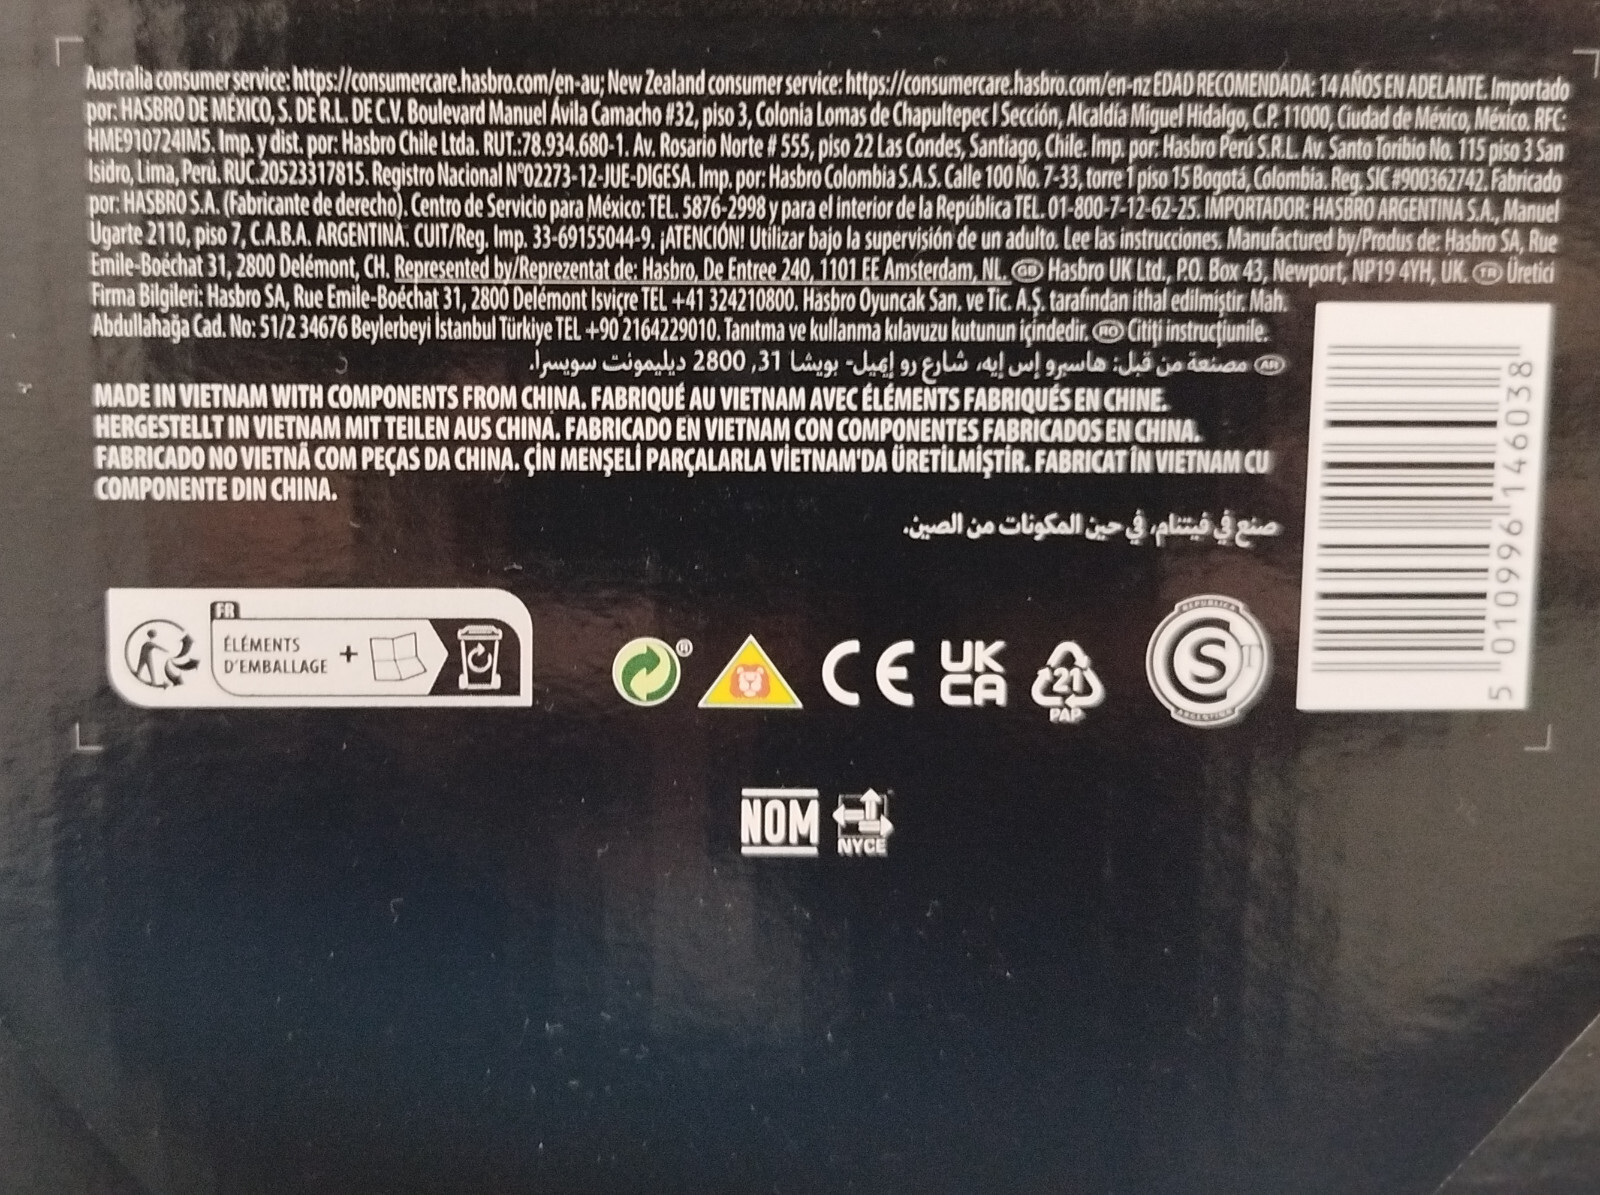 Australia consumer service: https://consumercare.hasbro.com/en-au; New Zealand consumer service: https://consumercare.hasbro.com/en-nz EDAD RECOMENDADA: 14 AÑOS EN ADELANTE. Importado
por: HASBRO DE MÉXICO, S. DE R.L. DE C.V. Boulevard Manuel Ávila Camacho #32, piso 3, Colonia Lomas de Chapultepec I Sección, Alcaldía Miguel Hidalgo, C.P. 11000, Ciudad de México, México. RFC:
HME910724IM5. Imp. y dist. por: Hasbro Chile Ltda. RUT.:78.934.680-1. Av. Rosario Norte # 555, piso 22 Las Condes, Santiago, Chile. Imp. por: Hasbro Perú S.R.L. Av. Santo Toribio No. 115 piso 3 San
Isidro, Lima, Perú. RUC.20523317815. Registro Nacional N°02273-12-JUE-DIGESA. Imp. por: Hasbro Colombia S.A.S. Calle 100 No. 7-33, torre 1 piso 15 Bogotá, Colombia. Reg. SIC #900362742. Fabricado
por: HASBRO S.A. (Fabricante de derecho). Centro de Servicio para México: TEL. 5876-2998 y para el interior de la República TEL. 01-800-7-12-62-25. IMPORTADOR: HASBRO ARGENTINA S.A., Manuel
Ugarte 2110, piso 7, C.A.B.A. ARGENTINA. CUIT/Reg. Imp. 33-69155044-9. ¡ATENCIÓN! Utilizar bajo la supervisión de un adulto. Lee las instrucciones. Manufactured by/Produs de: Hasbro SA, Rue
Emile-Boéchat 31, 2800 Delémont, CH. Represented by/Reprezentat de: Hasbro, De Entree 240, 1101 EE Amsterdam, NL. GB Hasbro UK Ltd., P.O. Box 43, Newport, NP19 4YH, UK. TR Üretici
Firma Bilgileri: Hasbro SA, Rue Emile-Boéchat 31, 2800 Delémont Isviçre TEL +41 324210800. Hasbro Oyuncak San. ve Tic. A.Ş. tarafından ithal edilmiştir. Mah.
Abdullahağa Cad. No: 51/2 34676 Beylerbeyi İstanbul Türkiye TEL +90 2164229010. Tanıtma ve kullanma kılavuzu kutunun içindedir. RO Citiți instrucțiunile.
AR مصنعة من قبل: هاسبرو إس إيه، شارع رو إميل- بويشا 31, 2800 ديليمونت سويسرا.
MADE IN VIETNAM WITH COMPONENTS FROM CHINA. FABRIQUÉ AU VIETNAM AVEC ÉLÉMENTS FABRIQUÉS EN CHINE.
HERGESTELLT IN VIETNAM MIT TEILEN AUS CHINA. FABRICADO EN VIETNAM CON COMPONENTES FABRICADOS EN CHINA.
FABRICADO NO VIETNÃ COM PEÇAS DA CHINA. ÇİN MENŞELİ PARÇALARLA VİETNAM'DA ÜRETİLMİŞTİR. FABRICAT ÎN VIETNAM CU
COMPONENTE DIN CHINA.
صنع في فيتنام، في حين المكونات من الصين.
5 010996 146038
FR
ÉLÉMENTS
D'EMBALLAGE
+
®
CE
UK
CA
21
PAP
REPUBLICA
S
ARGENTINA
NOM
NYCE